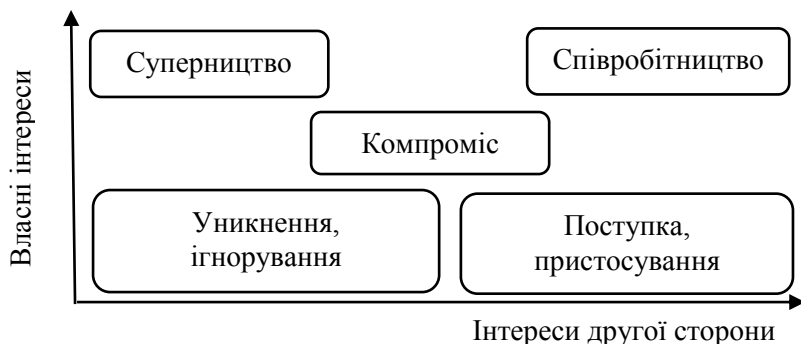 Власні інтереси
Суперництво
Співробітництво
Компроміс
Уникнення,
ігнорування
Поступка,
пристосування
Інтереси другої сторони